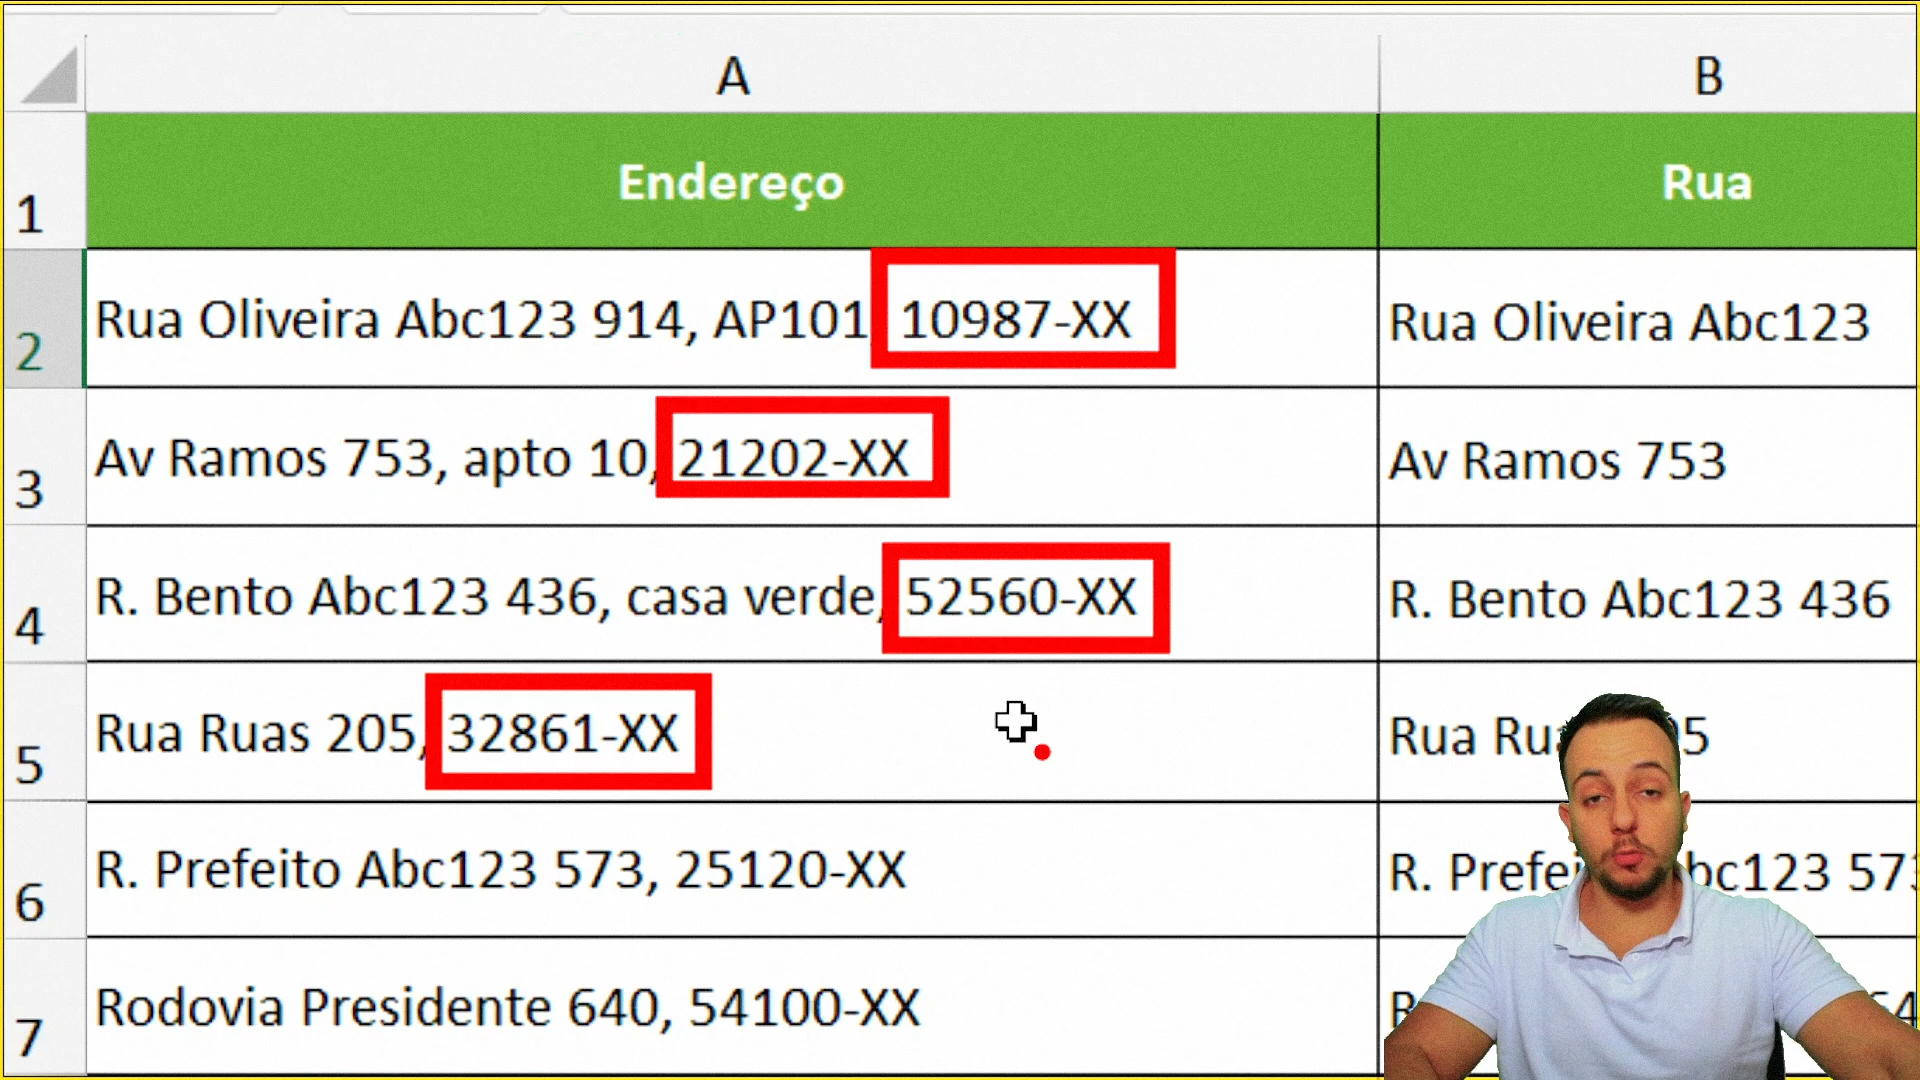 A B
1 Endereço Rua
2 Rua Oliveira Abc123 914, AP101, 10987-XX Rua Oliveira Abc123
3 Av Ramos 753, apto 10, 21202-XX Av Ramos 753
4 R. Bento Abc123 436, casa verde, 52560-XX R. Bento Abc123 436
5 Rua Ruas 205, 32861-XX Rua
6 R. Prefeito Abc123 573, 25120-XX R.
7 Rodovia Presidente 640, 54100-XX